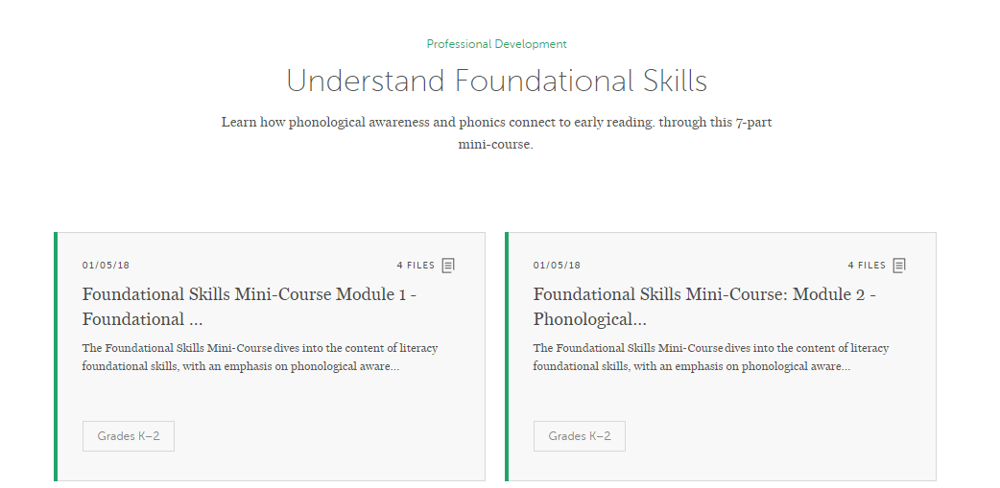 Professional Development
Understand Foundational Skills
Learn how phonological awareness and phonics connect to early reading. through this 7-part
mini-course.
01/05/18
4 FILES
Foundational Skills Mini-Course Module 1 -
Foundational ...
The Foundational Skills Mini-Course dives into the content of literacy
foundational skills, with an emphasis on phonological aware...
Grades K–2
01/05/18
4 FILES
Foundational Skills Mini-Course: Module 2 -
Phonological...
The Foundational Skills Mini-Course dives into the content of literacy
foundational skills, with an emphasis on phonological aware...
Grades K–2